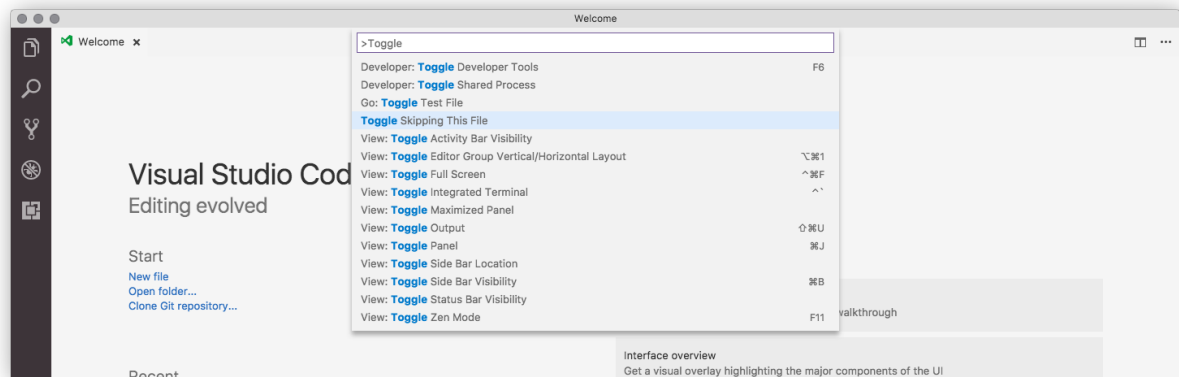 Welcome
Welcome ×
>Toggle
Developer: Toggle Developer Tools F6
Developer: Toggle Shared Process
Go: Toggle Test File
Toggle Skipping This File
View: Toggle Activity Bar Visibility
View: Toggle Editor Group Vertical/Horizontal Layout ⌥⌘1
View: Toggle Full Screen ^⌘F
View: Toggle Integrated Terminal ^`
View: Toggle Maximized Panel
View: Toggle Output ⇧⌘U
View: Toggle Panel ⌘J
View: Toggle Side Bar Location
View: Toggle Side Bar Visibility ⌘B
View: Toggle Status Bar Visibility
View: Toggle Zen Mode F11
Visual Studio Cod
Editing evolved
Start
New file
Open folder...
Clone Git repository...
Recent
walkthrough
Interface overview
Get a visual overlay highlighting the major components of the UI